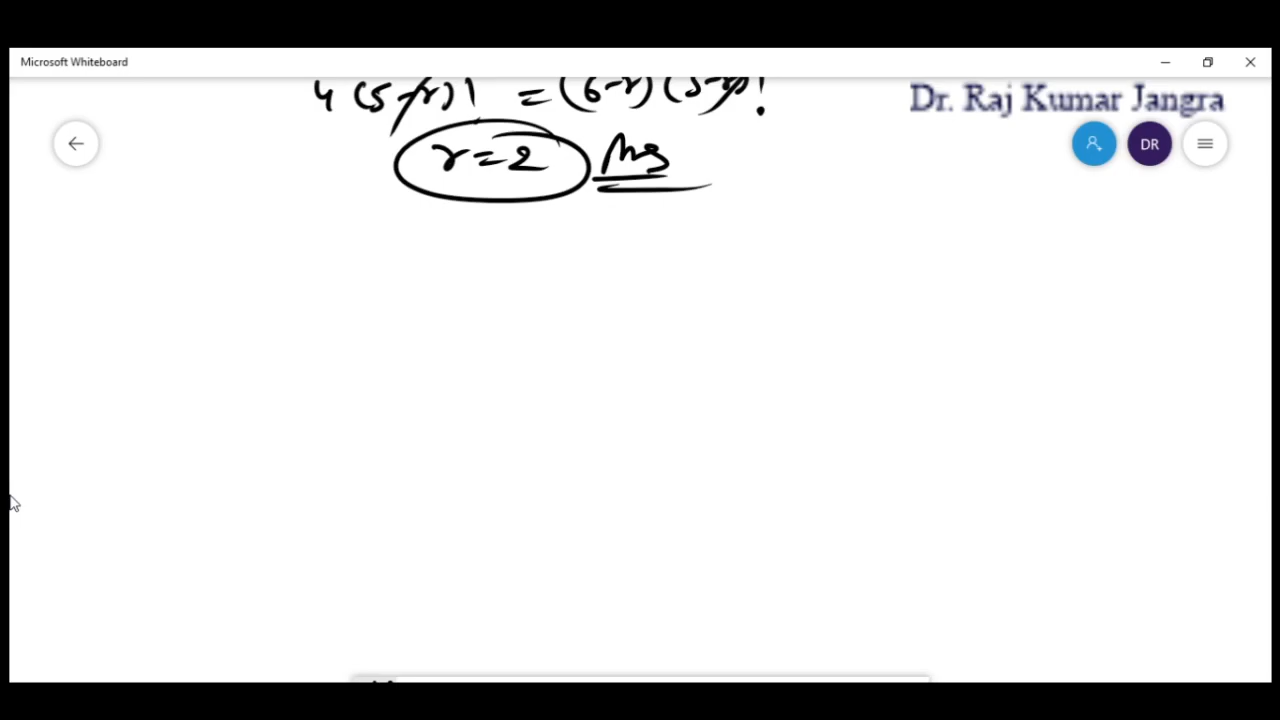 Microsoft Whiteboard
4 (5-r)! = (6-r) (5-r)!
Dr. Raj Kumar Jangra
DR
r=2 Ans